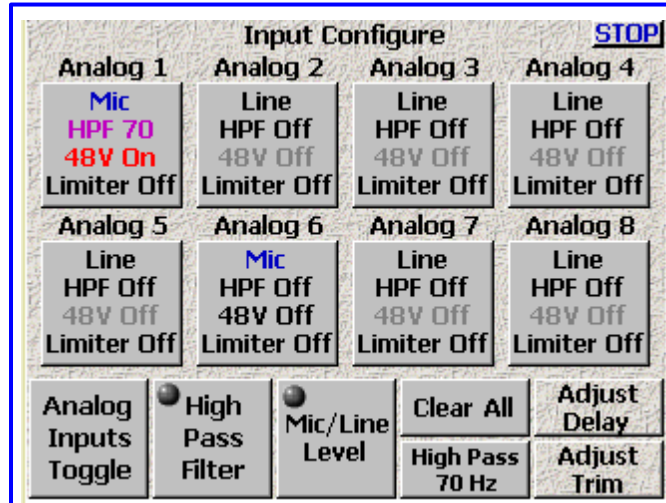 Input Configure
STOP
Analog 1
Analog 2
Analog 3
Analog 4
Mic
HPF 70
48V On
Limiter Off
Line
HPF Off
48V Off
Limiter Off
Line
HPF Off
48V Off
Limiter Off
Line
HPF Off
48V Off
Limiter Off
Analog 5
Analog 6
Analog 7
Analog 8
Line
HPF Off
48V Off
Limiter Off
Mic
HPF Off
48V Off
Limiter Off
Line
HPF Off
48V Off
Limiter Off
Line
HPF Off
48V Off
Limiter Off
Analog
Inputs
Toggle
High
Pass
Filter
Mic/Line
Level
Clear All
High Pass
70 Hz
Adjust
Delay
Adjust
Trim